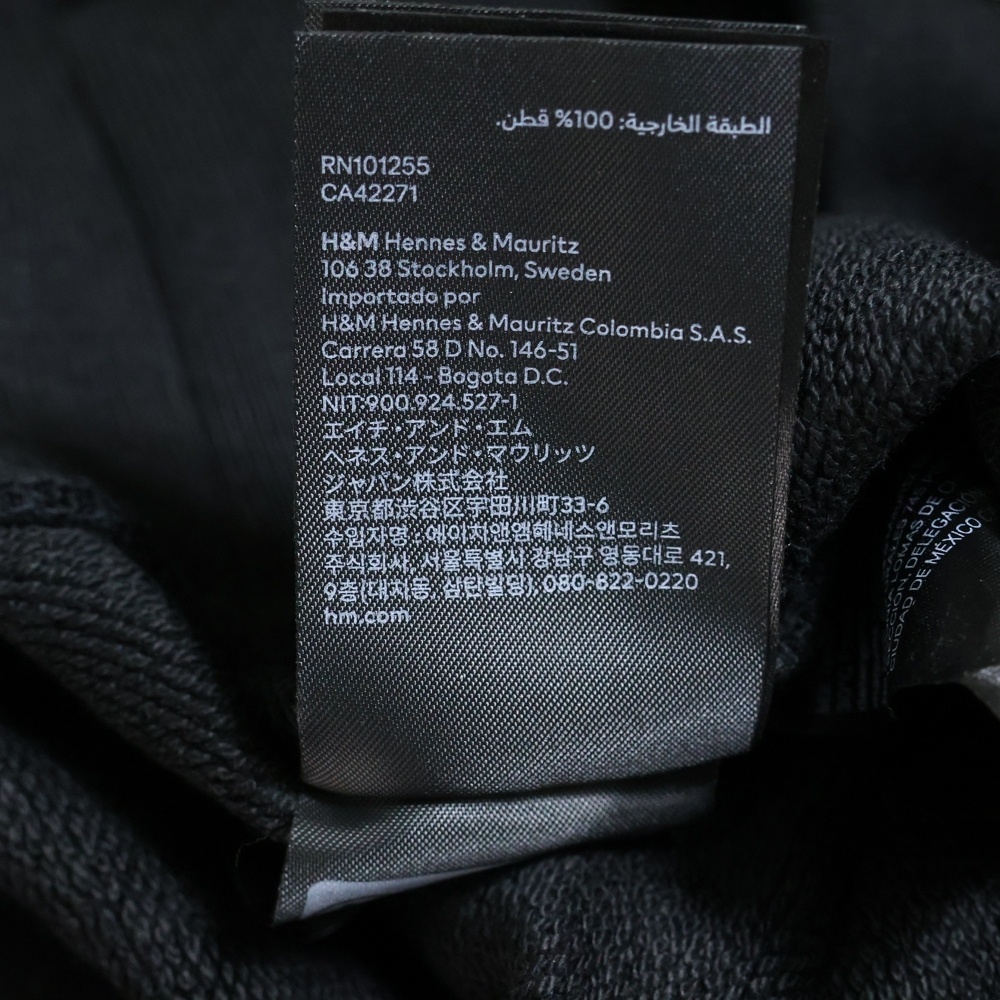 الطبقة الخارجية: 100% قطن.
RN101255
CA42271
H&M Hennes & Mauritz
106 38 Stockholm, Sweden
Importado por
H&M Hennes & Mauritz Colombia S.A.S.
Carrera 58 D No. 146-51
Local 114 - Bogota D.C.
NIT:900.924.527-1
エイチ・アンド・エム
ヘネス・アンド・マウリッツ
ジャパン株式会社
東京都渋谷区宇田川町33-6
수입자명 : 에이치앤엠헤네스앤모리츠
주식회사, 서울특별시 강남구 영동대로 421,
9층(대치동, 삼탄빌딩), 080-822-0220
hm.com
LOMAS
SECCION, DELEGACIO
CIUDAD DE MEXICO